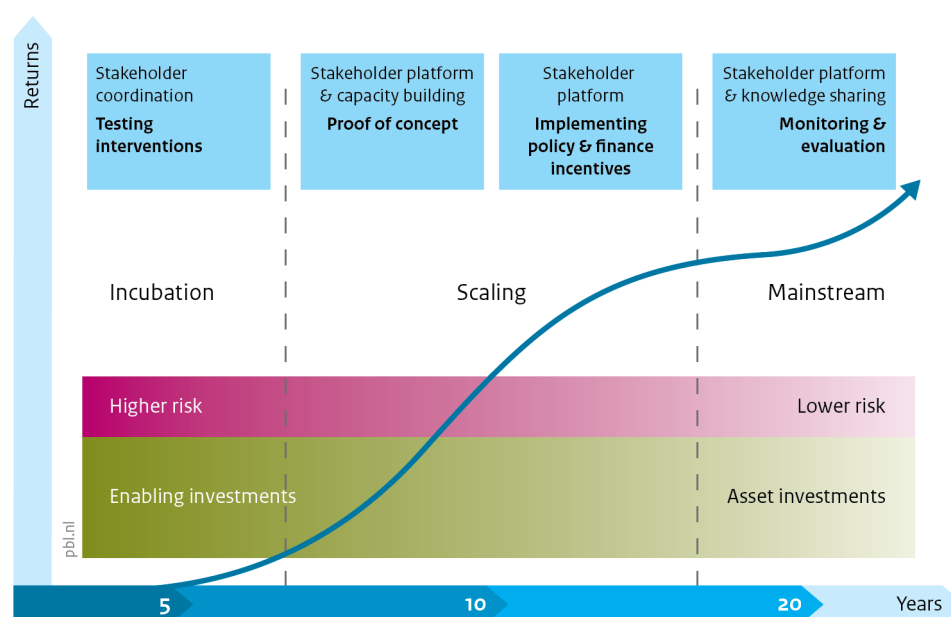 Returns
Stakeholder
coordination
Testing
interventions
Stakeholder platform
& capacity building
Proof of concept
Stakeholder
platform
Implementing
policy & finance
incentives
Stakeholder platform
& knowledge sharing
Monitoring &
evaluation
Incubation
Scaling
Mainstream
Higher risk
Lower risk
Enabling investments
Asset investments
pbl.nl
5
10
20
Years